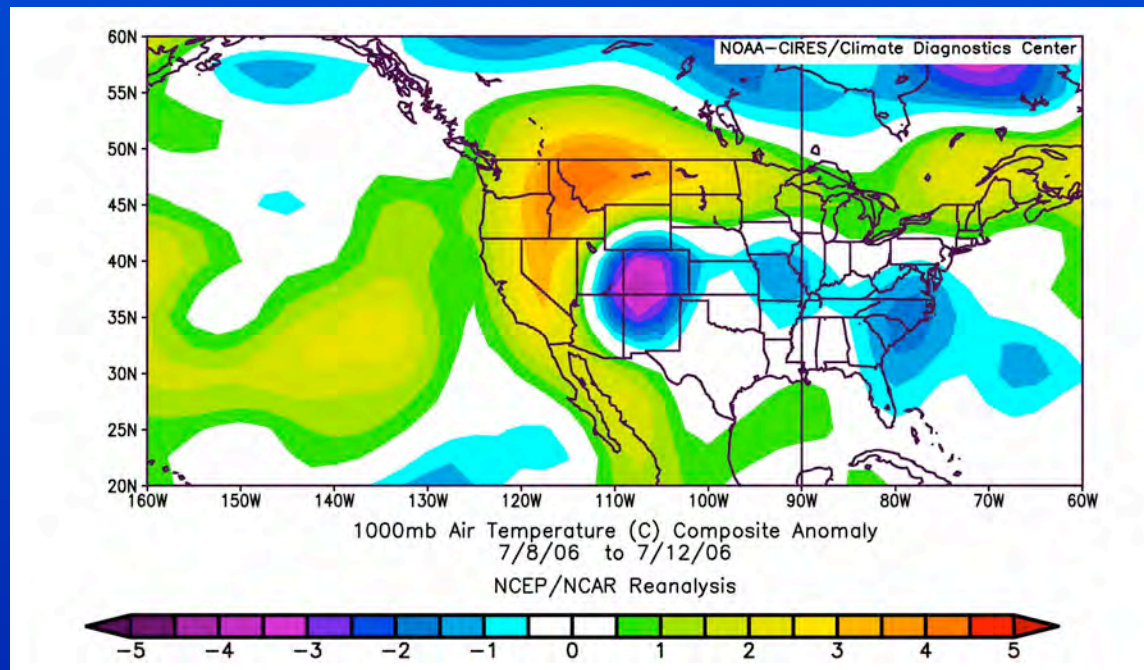 NOAA-CIRES/Climate Diagnostics Center
60N
55N
50N
45N
40N
35N
30N
25N
20N
160W 150W 140W 130W 120W 110W 100W 90W 80W 70W 60W
1000mb Air Temperature (C) Composite Anomaly
7/8/06 to 7/12/06
NCEP/NCAR Reanalysis
-5 -4 -3 -2 -1 0 1 2 3 4 5